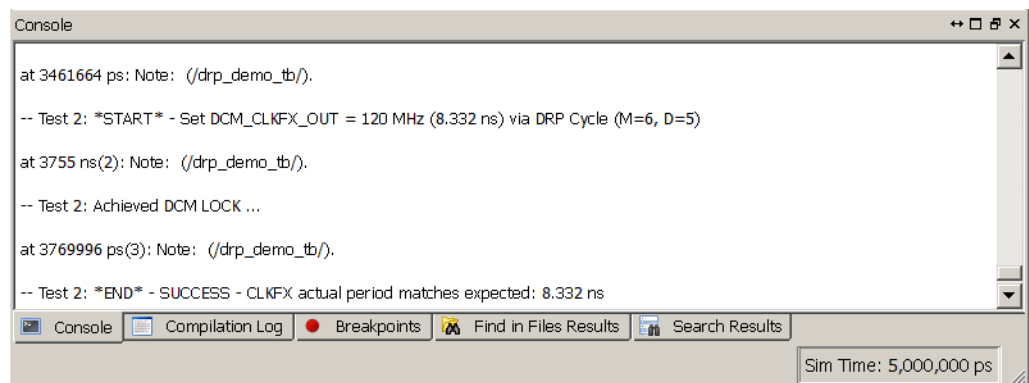 Console
at 3461664 ps: Note: (/drp_demo_tb/).
-- Test 2: *START* - Set DCM_CLKFX_OUT = 120 MHz (8.332 ns) via DRP Cycle (M=6, D=5)
at 3755 ns(2): Note: (/drp_demo_tb/).
-- Test 2: Achieved DCM LOCK ...
at 3769996 ps(3): Note: (/drp_demo_tb/).
-- Test 2: *END* - SUCCESS - CLKFX actual period matches expected: 8.332 ns
Console Compilation Log Breakpoints Find in Files Results Search Results
Sim Time: 5,000,000 ps